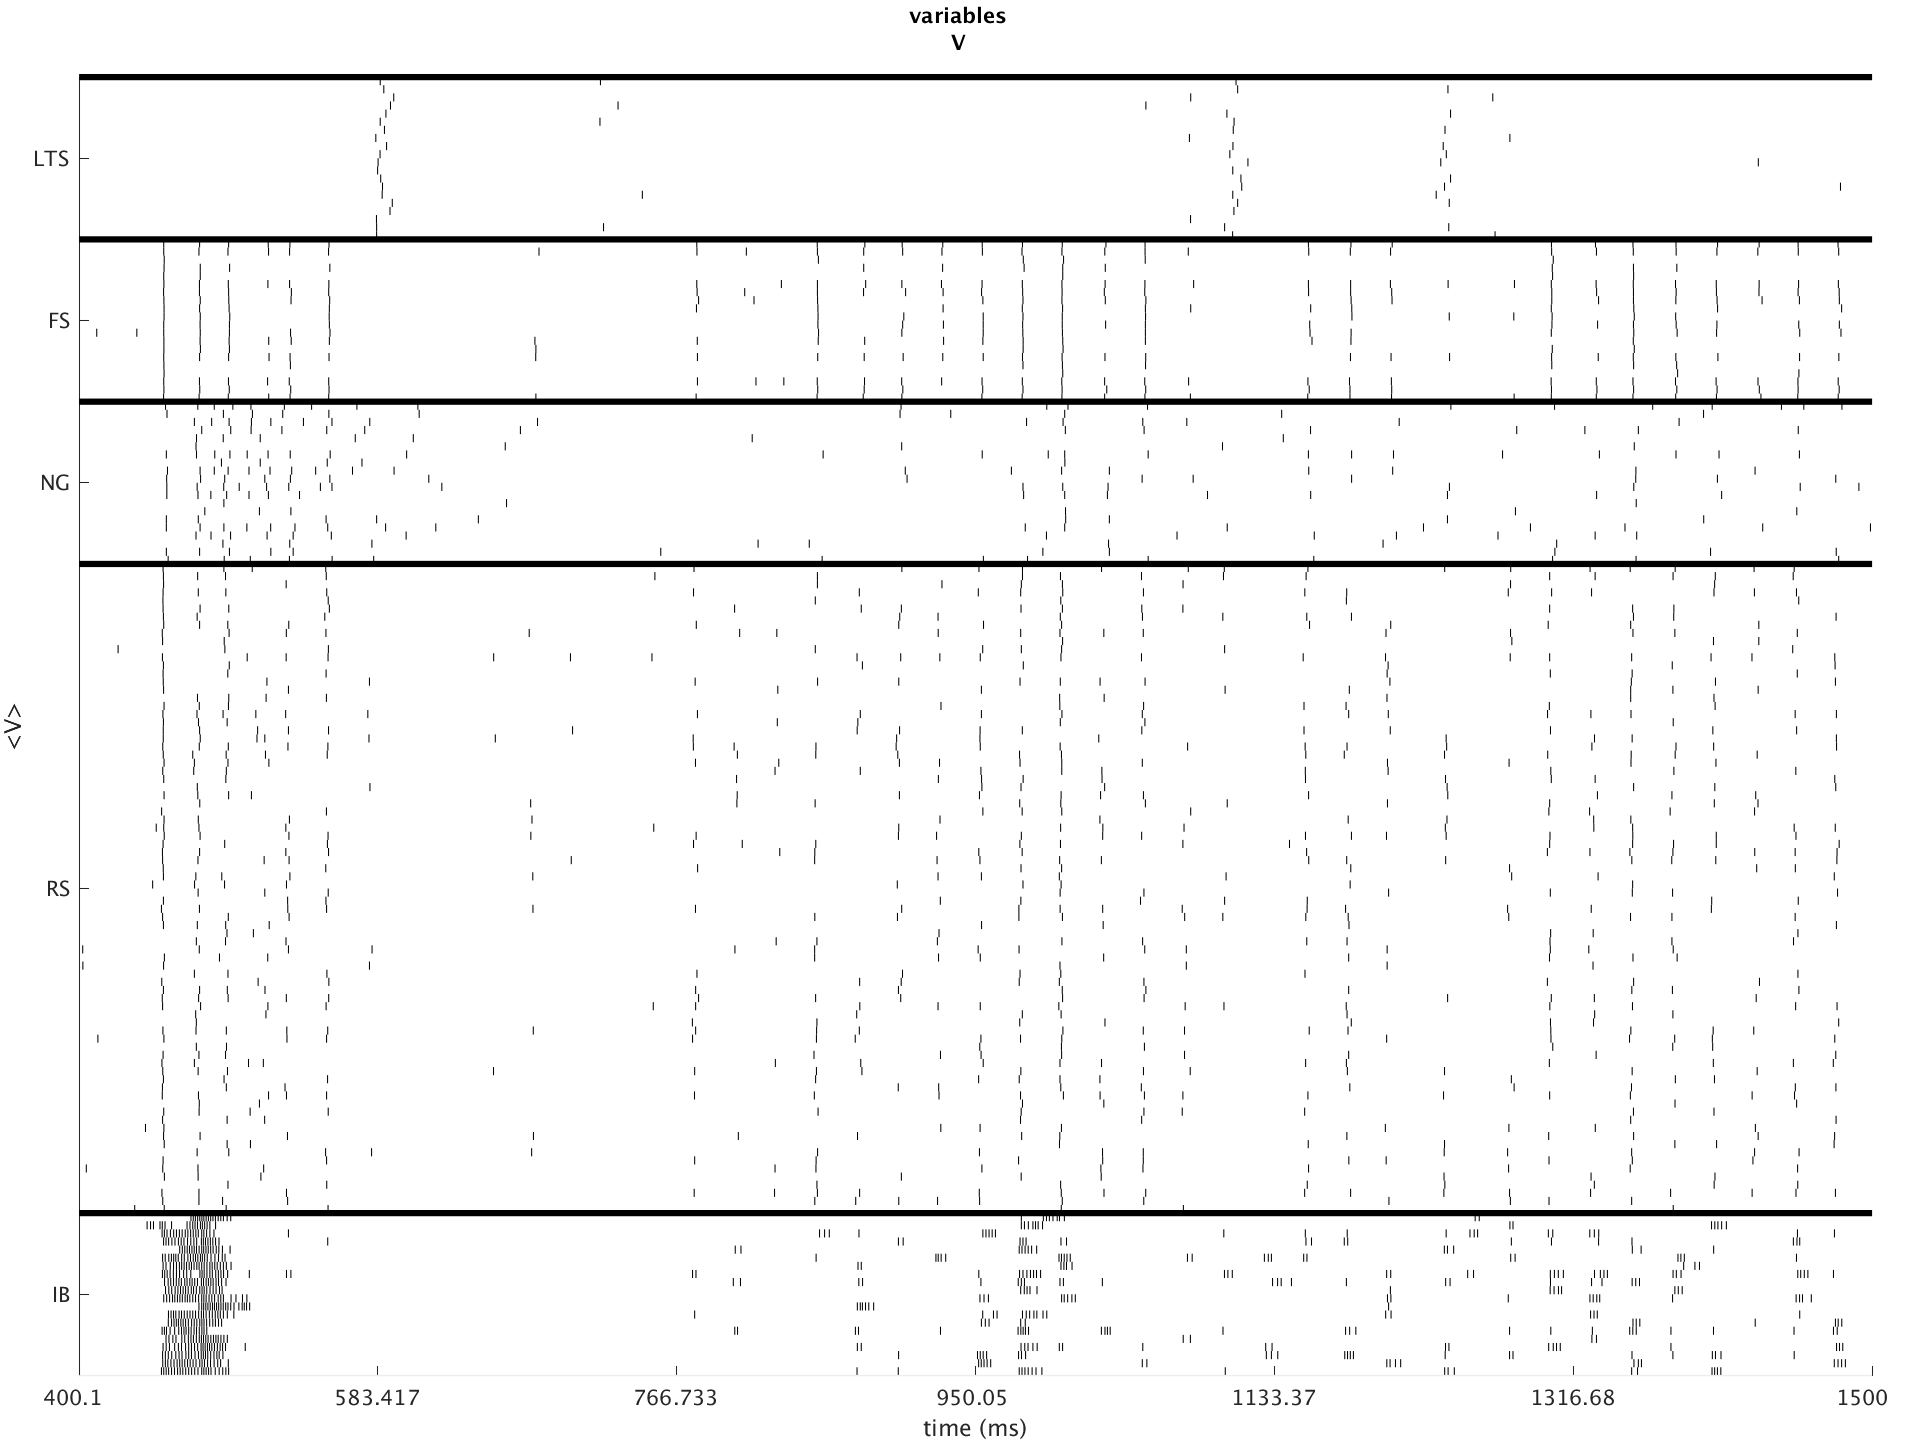 variables
V
LTS
FS
NG
<V>
RS
IB
400.1 583.417 766.733 950.05 1133.37 1316.68 1500
time (ms)